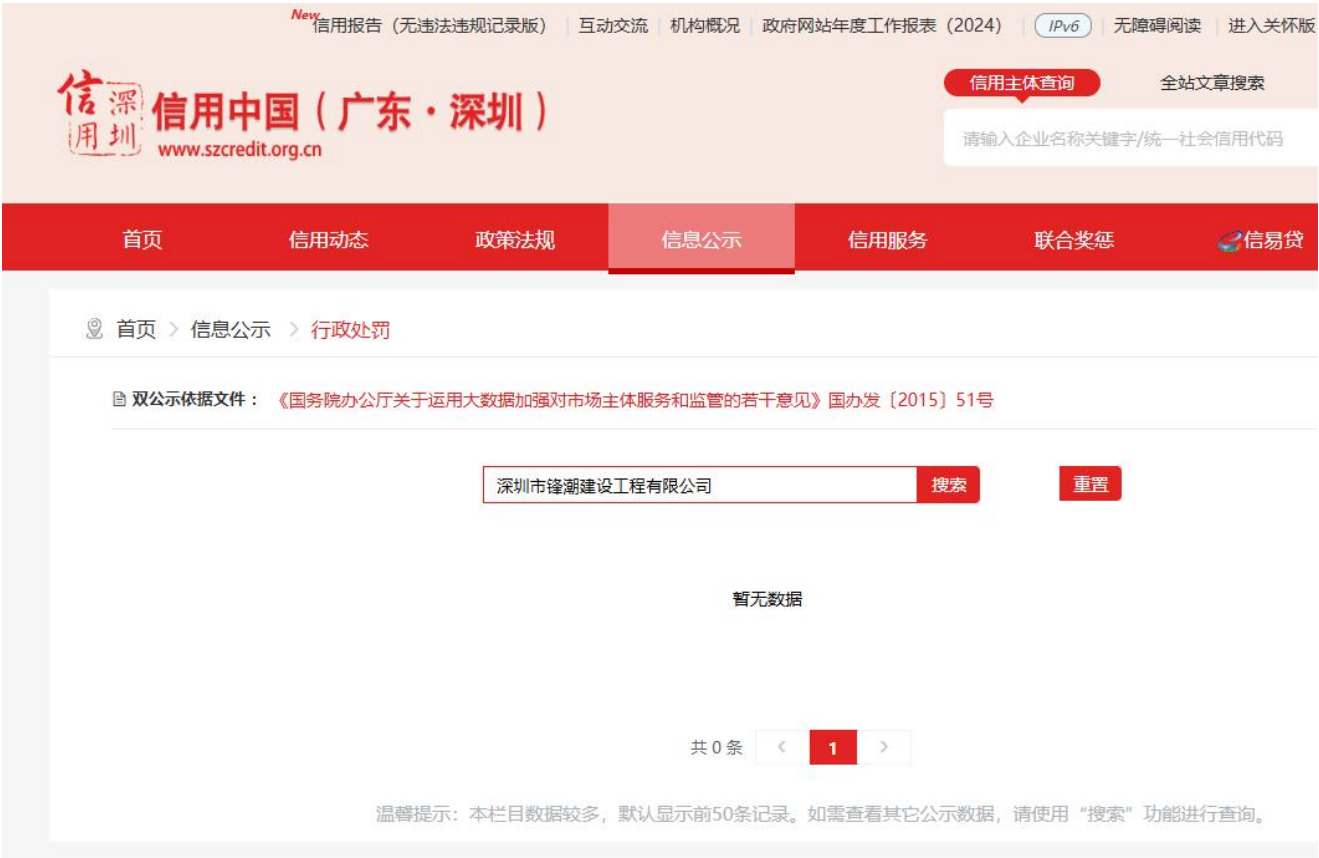 New
信用报告（无违法违规记录版） 互动交流 机构概况 政府网站年度工作报表（2024） IPv6 无障碍阅读 进入关怀版
信用 深圳
信用中国（广东·深圳）
www.szcredit.org.cn
信用主体查询 全站文章搜索
请输入企业名称关键字/统一社会信用代码
首页 信用动态 政策法规 信息公示 信用服务 联合奖惩 信易贷
首页 > 信息公示 > 行政处罚
双公示依据文件： 《国务院办公厅关于运用大数据加强对市场主体服务和监管的若干意见》国办发〔2015〕51号
深圳市锋潮建设工程有限公司 搜索 重置
暂无数据
共 0 条 < 1 >
温馨提示：本栏目数据较多，默认显示前50条记录。如需查看其它公示数据，请使用“搜索”功能进行查询。